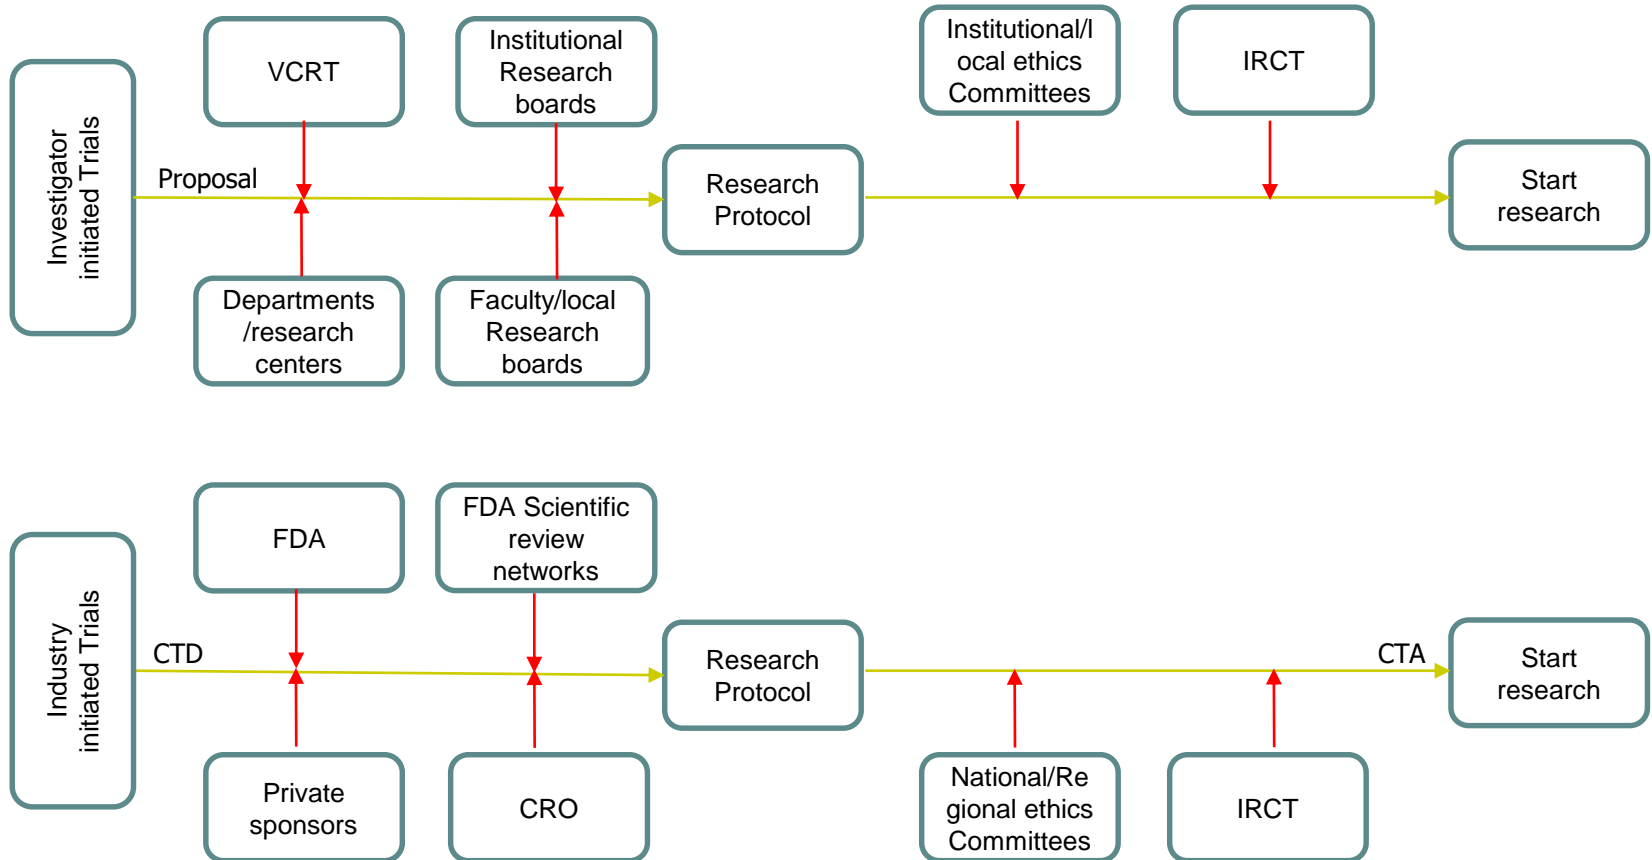 Investigator
initiated Trials
VCRT
Institutional
Research
boards
Proposal
Departments
/research
centers
Faculty/local
Research
boards
Research
Protocol
Institutional/l
ocal ethics
Committees
IRCT
Start
research
Industry
initiated Trials
FDA
FDA Scientific
review
networks
CTD
Private
sponsors
CRO
Research
Protocol
National/Re
gional ethics
Committees
IRCT
CTA
Start
research